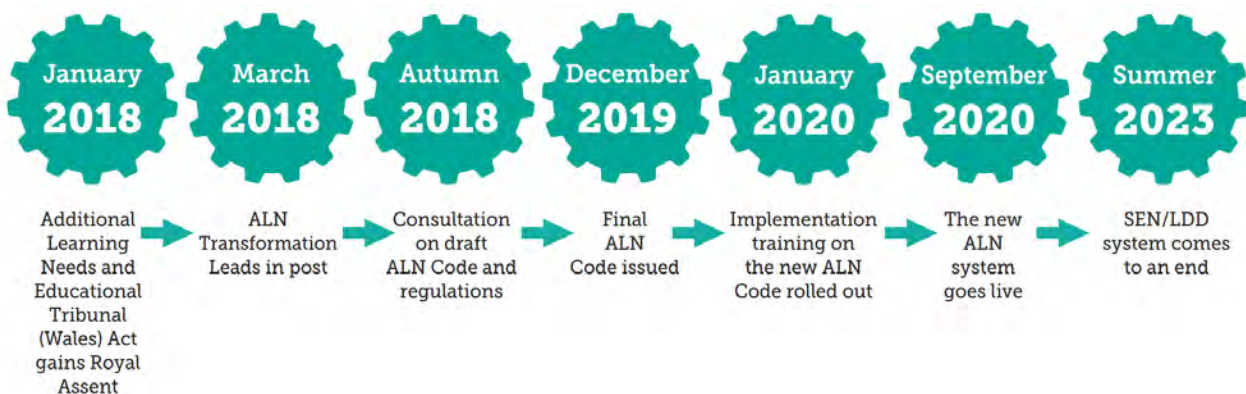 January
2018
March
2018
Autumn
2018
December
2019
January
2020
September
2020
Summer
2023
Additional
Learning
Needs and
Educational
Tribunal
(Wales) Act
gains Royal
Assent
ALN
Transformation
Leads in post
Consultation
on draft
ALN Code and
regulations
Final
ALN
Code issued
Implementation
training on
the new ALN
Code rolled out
The new
ALN
system
goes live
SEN/LDD
system comes
to an end